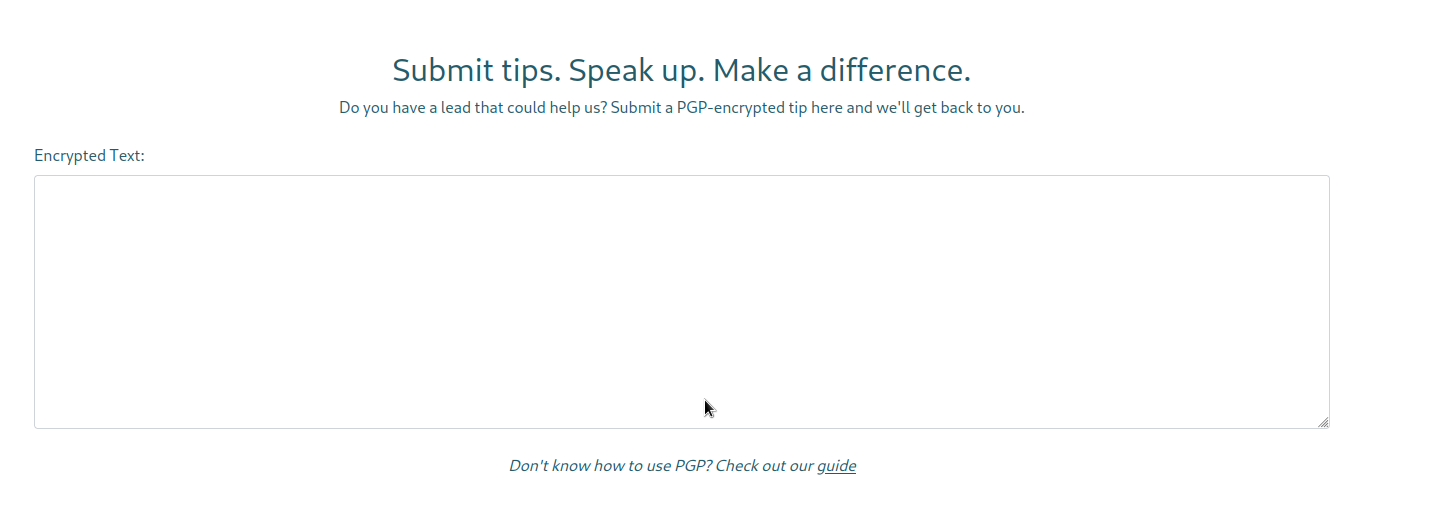 Submit tips. Speak up. Make a difference.
Do you have a lead that could help us? Submit a PGP-encrypted tip here and we'll get back to you.
Encrypted Text:
Don't know how to use PGP? Check out our guide